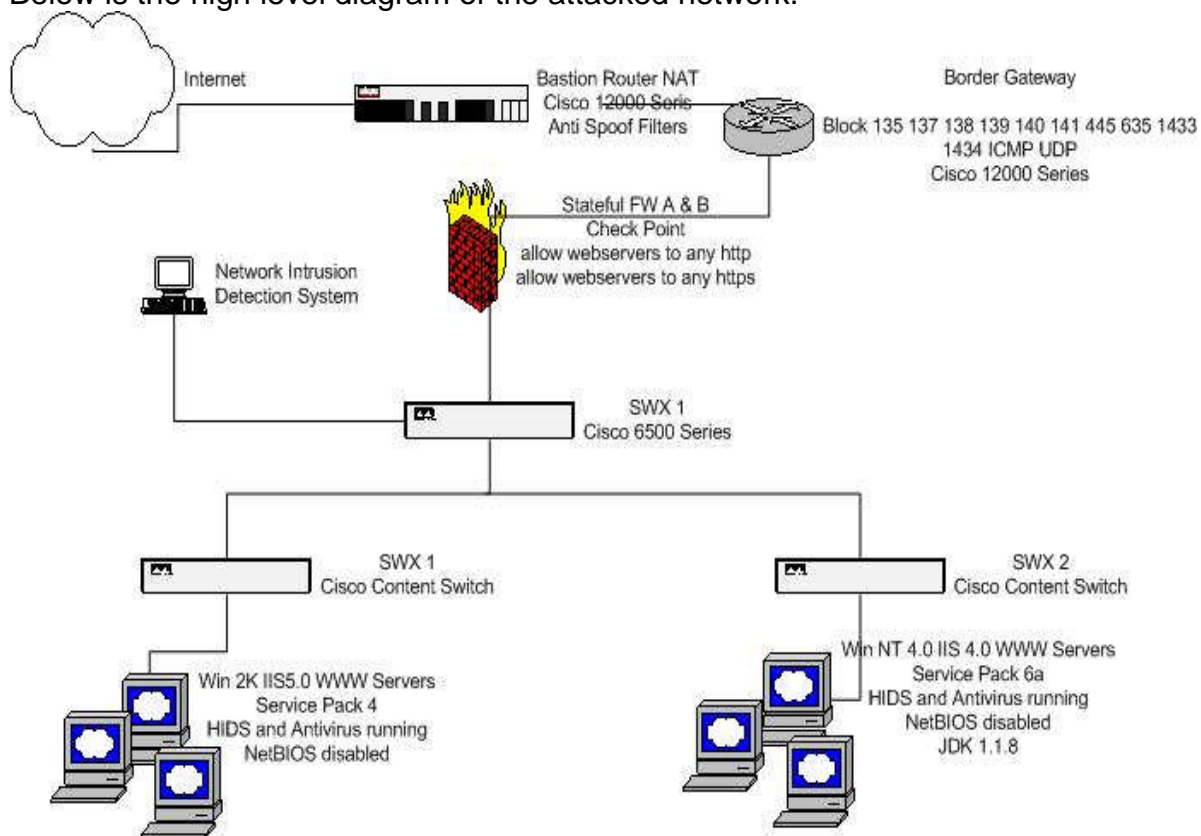 Below is the high level diagram of the attacked network.
Internet
Bastion Router NAT
Cisco 12000 Seris
Anti Spoof Filters
Border Gateway
Block 135 137 138 139 140 141 445 635 1433
1434 ICMP UDP
Cisco 12000 Series
Stateful FW A & B
Check Point
allow webservers to any http
allow webservers to any https
Network Intrusion
Detection System
SWX 1
Cisco 6500 Series
SWX 1
Cisco Content Switch
SWX 2
Cisco Content Switch
Win 2K IIS5.0 WWW Servers
Service Pack 4
HIDS and Antivirus running
NetBIOS disabled
Win NT 4.0 IIS 4.0 WWW Servers
Service Pack 6a
HIDS and Antivirus running
NetBIOS disabled
JDK 1.1.8